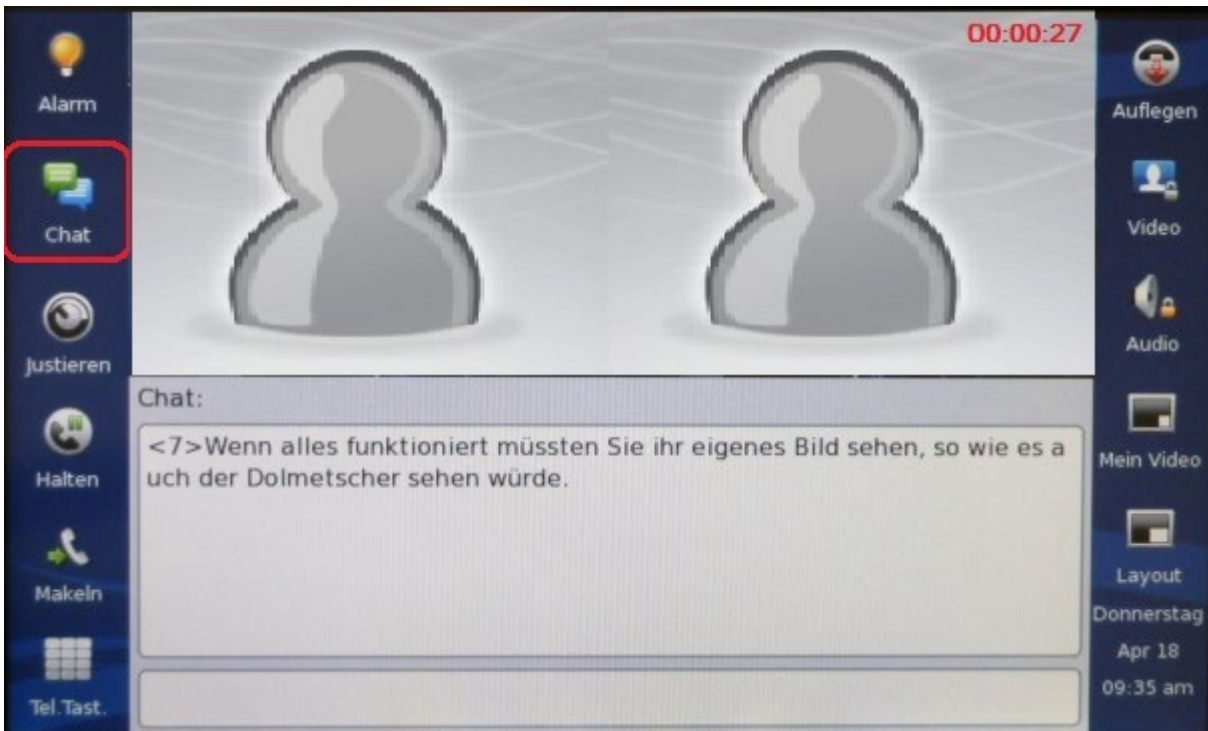 00:00:27
Alarm
Chat
Justieren
Halten
Makeln
Tel.Tast.
Chat:
<7>Wenn alles funktioniert müssten Sie ihr eigenes Bild sehen, so wie es a
uch der Dolmetscher sehen würde.
Auflegen
Video
Audio
Mein Video
Layout
Donnerstag
Apr 18
09:35 am